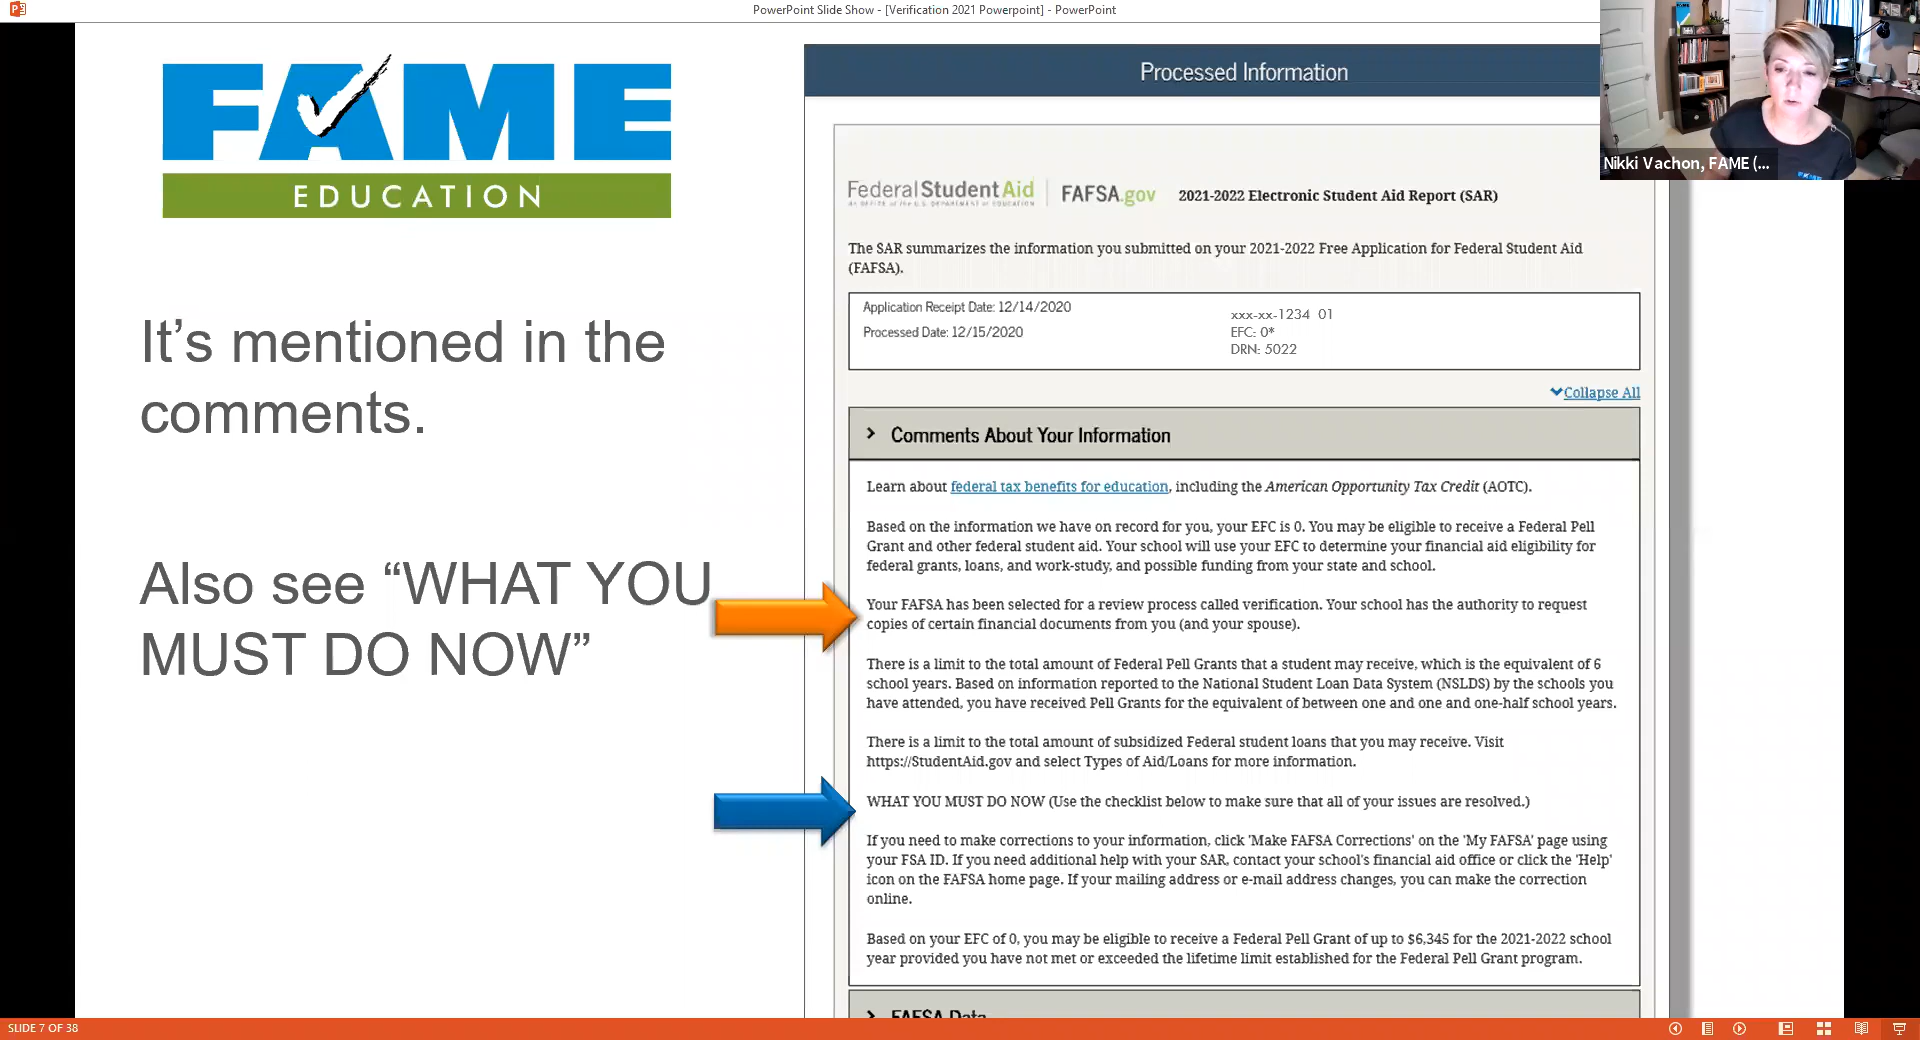 PowerPoint Slide Show - [Verification 2021 Powerpoint] - PowerPoint
FAME
EDUCATION
It's mentioned in the
comments.
Also see “WHAT YOU
MUST DO NOW”
Processed Information
Federal Student Aid
An OFFICE of the U.S. DEPARTMENT of EDUCATION
FAFSA.gov
2021-2022 Electronic Student Aid Report (SAR)
The SAR summarizes the information you submitted on your 2021-2022 Free Application for Federal Student Aid
(FAFSA).
Application Receipt Date: 12/14/2020
Processed Date: 12/15/2020
xxx-xx-1234 01
EFC: 0*
DRN: 5022
Collapse All
Comments About Your Information
Learn about federal tax benefits for education, including the American Opportunity Tax Credit (AOTC).
Based on the information we have on record for you, your EFC is 0. You may be eligible to receive a Federal Pell
Grant and other federal student aid. Your school will use your EFC to determine your financial aid eligibility for
federal grants, loans, and work-study, and possible funding from your state and school.
Your FAFSA has been selected for a review process called verification. Your school has the authority to request
copies of certain financial documents from you (and your spouse).
There is a limit to the total amount of Federal Pell Grants that a student may receive, which is the equivalent of 6
school years. Based on information reported to the National Student Loan Data System (NSLDS) by the schools you
have attended, you have received Pell Grants for the equivalent of between one and one and one-half school years.
There is a limit to the total amount of subsidized Federal student loans that you may receive. Visit
https://StudentAid.gov and select Types of Aid/Loans for more information.
WHAT YOU MUST DO NOW (Use the checklist below to make sure that all of your issues are resolved.)
If you need to make corrections to your information, click 'Make FAFSA Corrections' on the 'My FAFSA' page using
your FSA ID. If you need additional help with your SAR, contact your school's financial aid office or click the 'Help'
icon on the FAFSA home page. If your mailing address or e-mail address changes, you can make the correction
online.
Based on your EFC of 0, you may be eligible to receive a Federal Pell Grant of up to $6,345 for the 2021-2022 school
year provided you have not met or exceeded the lifetime limit established for the Federal Pell Grant program.
FAFSA Data
Nikki Vachon, FAME (...
SLIDE 7 OF 38